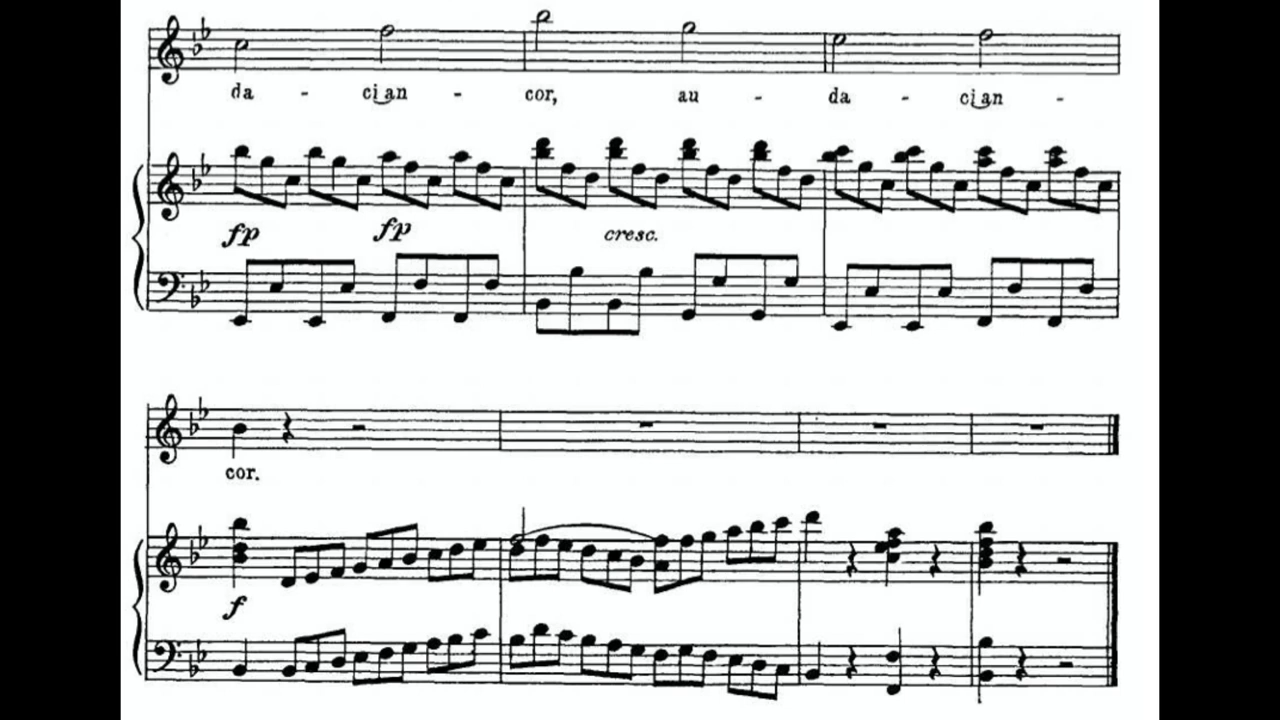 da - ci an - cor, au - da - ci an -
fp fp cresc.
cor.
f